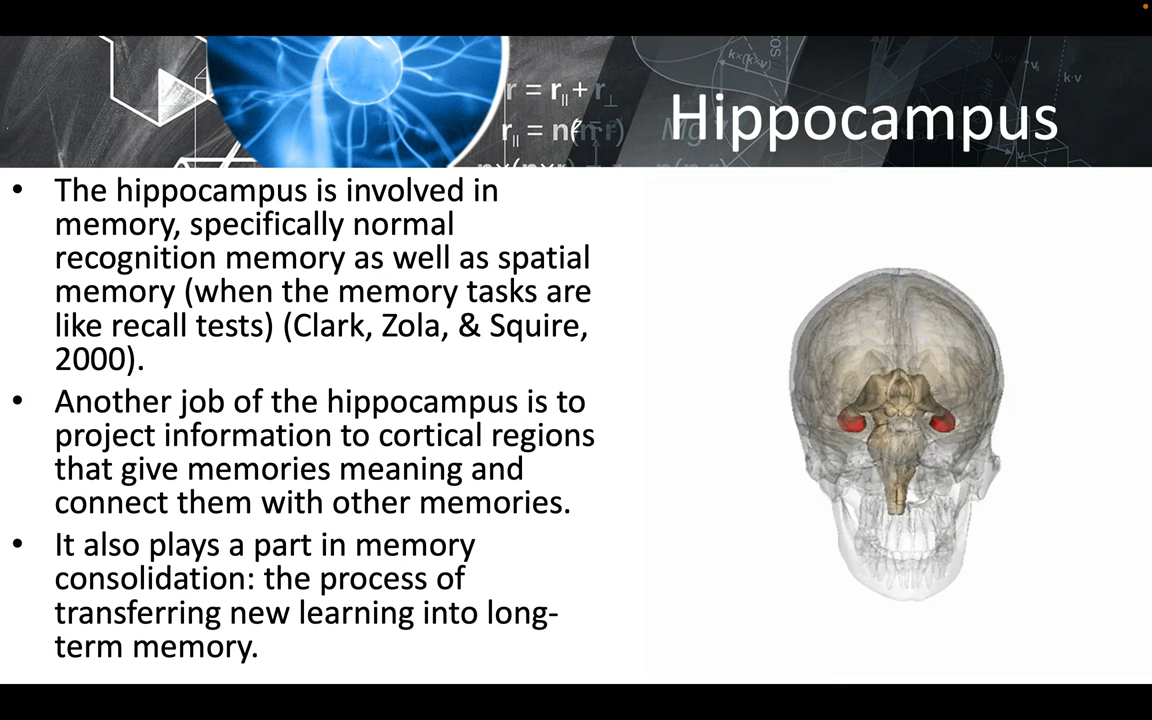 r = r|| + r⊥
r|| = n(
Hipocampus
• The hippocampus is involved in
memory, specifically normal
recognition memory as well as spatial
memory (when the memory tasks are
like recall tests) (Clark, Zola, & Squire,
2000).
• Another job of the hippocampus is to
project information to cortical regions
that give memories meaning and
connect them with other memories.
• It also plays a part in memory
consolidation: the process of
transferring new learning into long-
term memory.